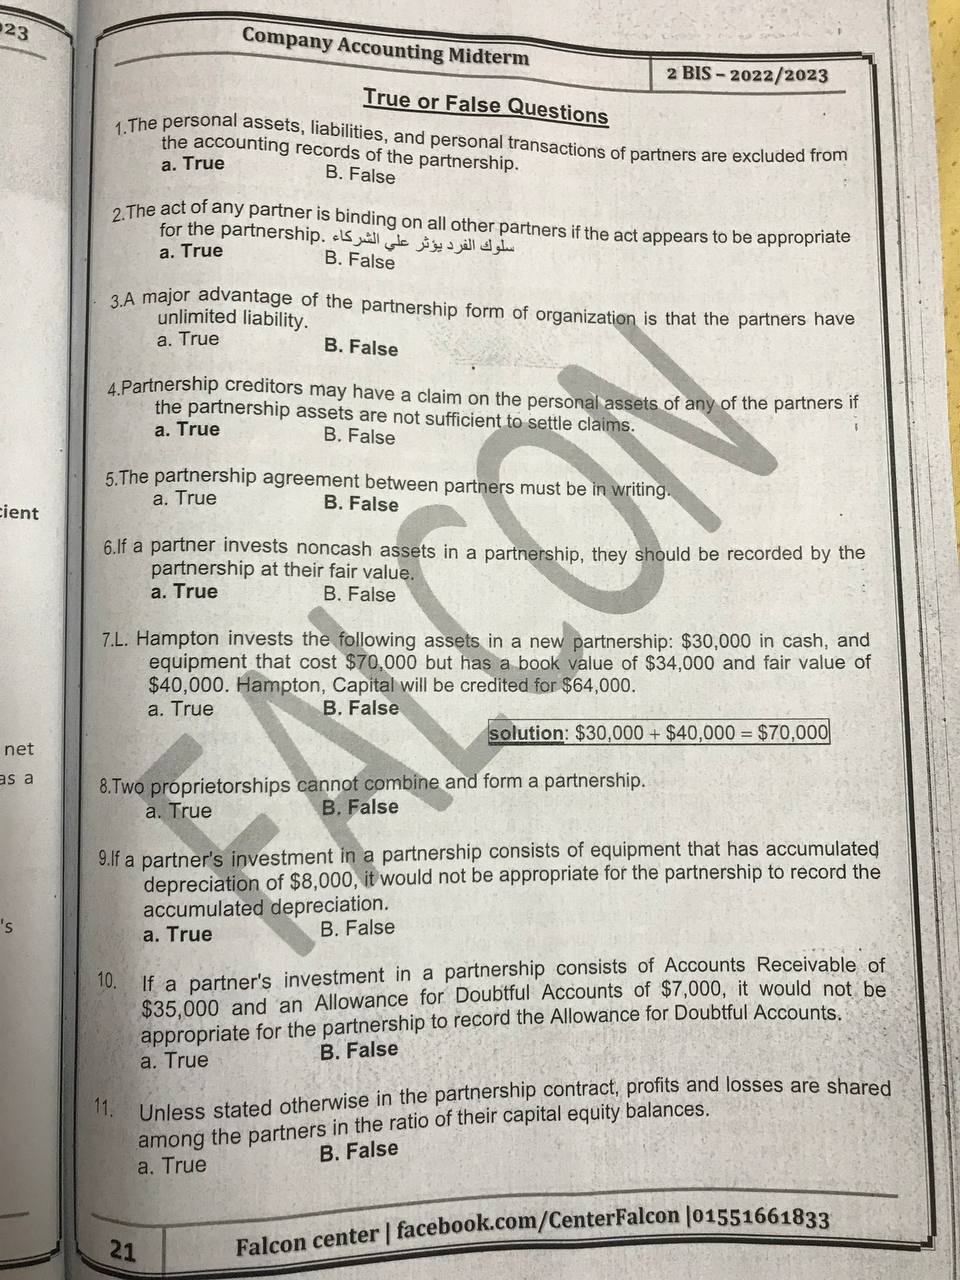 023
Company Accounting Midterm
2 BIS – 2022/2023
True or False Questions
1.The personal assets, liabilities, and personal transactions of partners are excluded from
the accounting records of the partnership.
a. True B. False
2.The act of any partner is binding on all other partners if the act appears to be appropriate
for the partnership. سلوك الفرد يؤثر علي الشركاء
a. True B. False
3.A major advantage of the partnership form of organization is that the partners have
unlimited liability.
a. True B. False
4.Partnership creditors may have a claim on the personal assets of any of the partners if
the partnership assets are not sufficient to settle claims.
a. True B. False
5.The partnership agreement between partners must be in writing.
a. True B. False
6.If a partner invests noncash assets in a partnership, they should be recorded by the
partnership at their fair value.
a. True B. False
7.L. Hampton invests the following assets in a new partnership: $30,000 in cash, and
equipment that cost $70,000 but has a book value of $34,000 and fair value of
$40,000. Hampton, Capital will be credited for $64,000.
a. True B. False
solution: $30,000 + $40,000 = $70,000
8.Two proprietorships cannot combine and form a partnership.
a. True B. False
9.If a partner's investment in a partnership consists of equipment that has accumulated
depreciation of $8,000, it would not be appropriate for the partnership to record the
accumulated depreciation.
a. True B. False
10. If a partner's investment in a partnership consists of Accounts Receivable of
$35,000 and an Allowance for Doubtful Accounts of $7,000, it would not be
appropriate for the partnership to record the Allowance for Doubtful Accounts.
a. True B. False
11. Unless stated otherwise in the partnership contract, profits and losses are shared
among the partners in the ratio of their capital equity balances.
a. True B. False
21
Falcon center | facebook.com/CenterFalcon |01551661833
FALCON
cient
net
as a
's